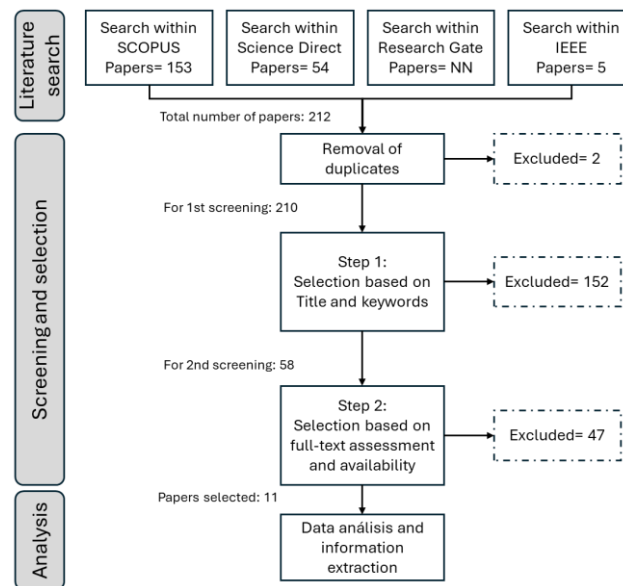 Literature search
Search within
SCOPUS
Papers= 153
Search within
Science Direct
Papers= 54
Search within
Research Gate
Papers= NN
Search within
IEEE
Papers= 5
Total number of papers: 212
Screening and selection
Removal of
duplicates
Excluded= 2
For 1st screening: 210
Step 1:
Selection based on
Title and keywords
Excluded= 152
For 2nd screening: 58
Step 2:
Selection based on
full-text assessment
and availability
Excluded= 47
Papers selected: 11
Analysis
Data análisis and
information
extraction